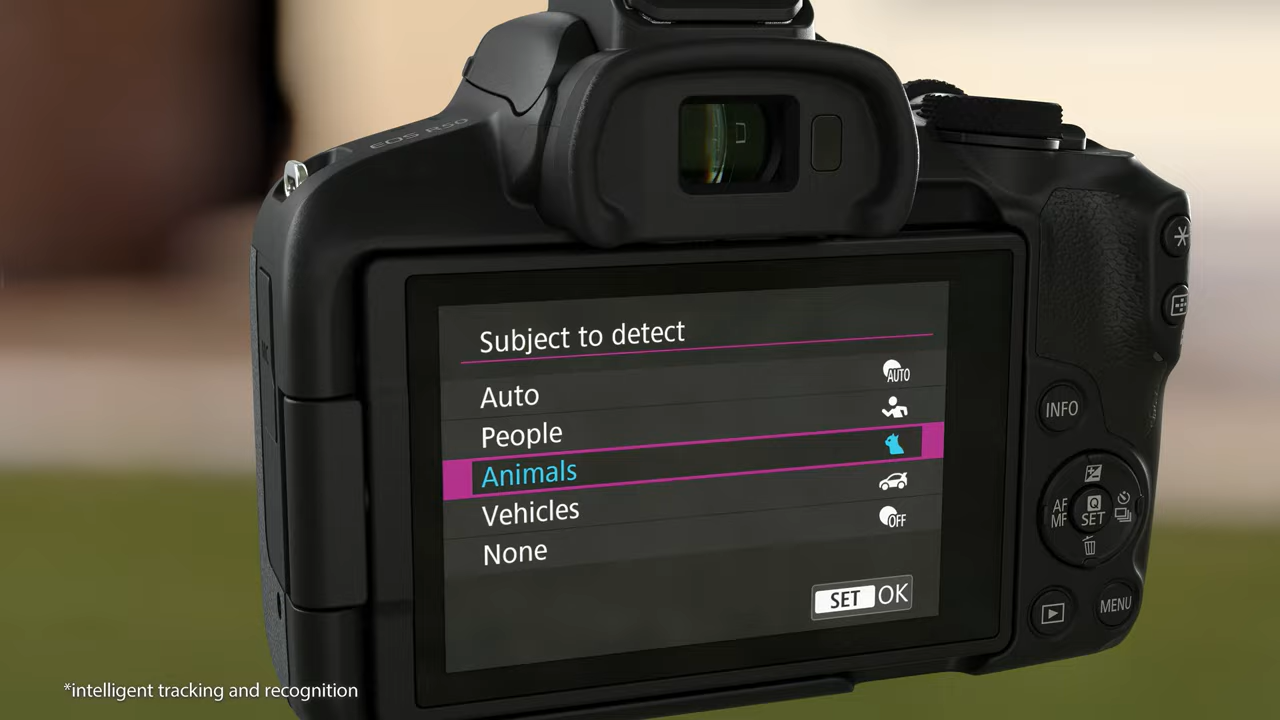 EOS R50
Subject to detect
Auto
AUTO
People
Animals
Vehicles
None
OFF
SET OK
INFO
AF
MF
Q
SET
MENU
*intelligent tracking and recognition